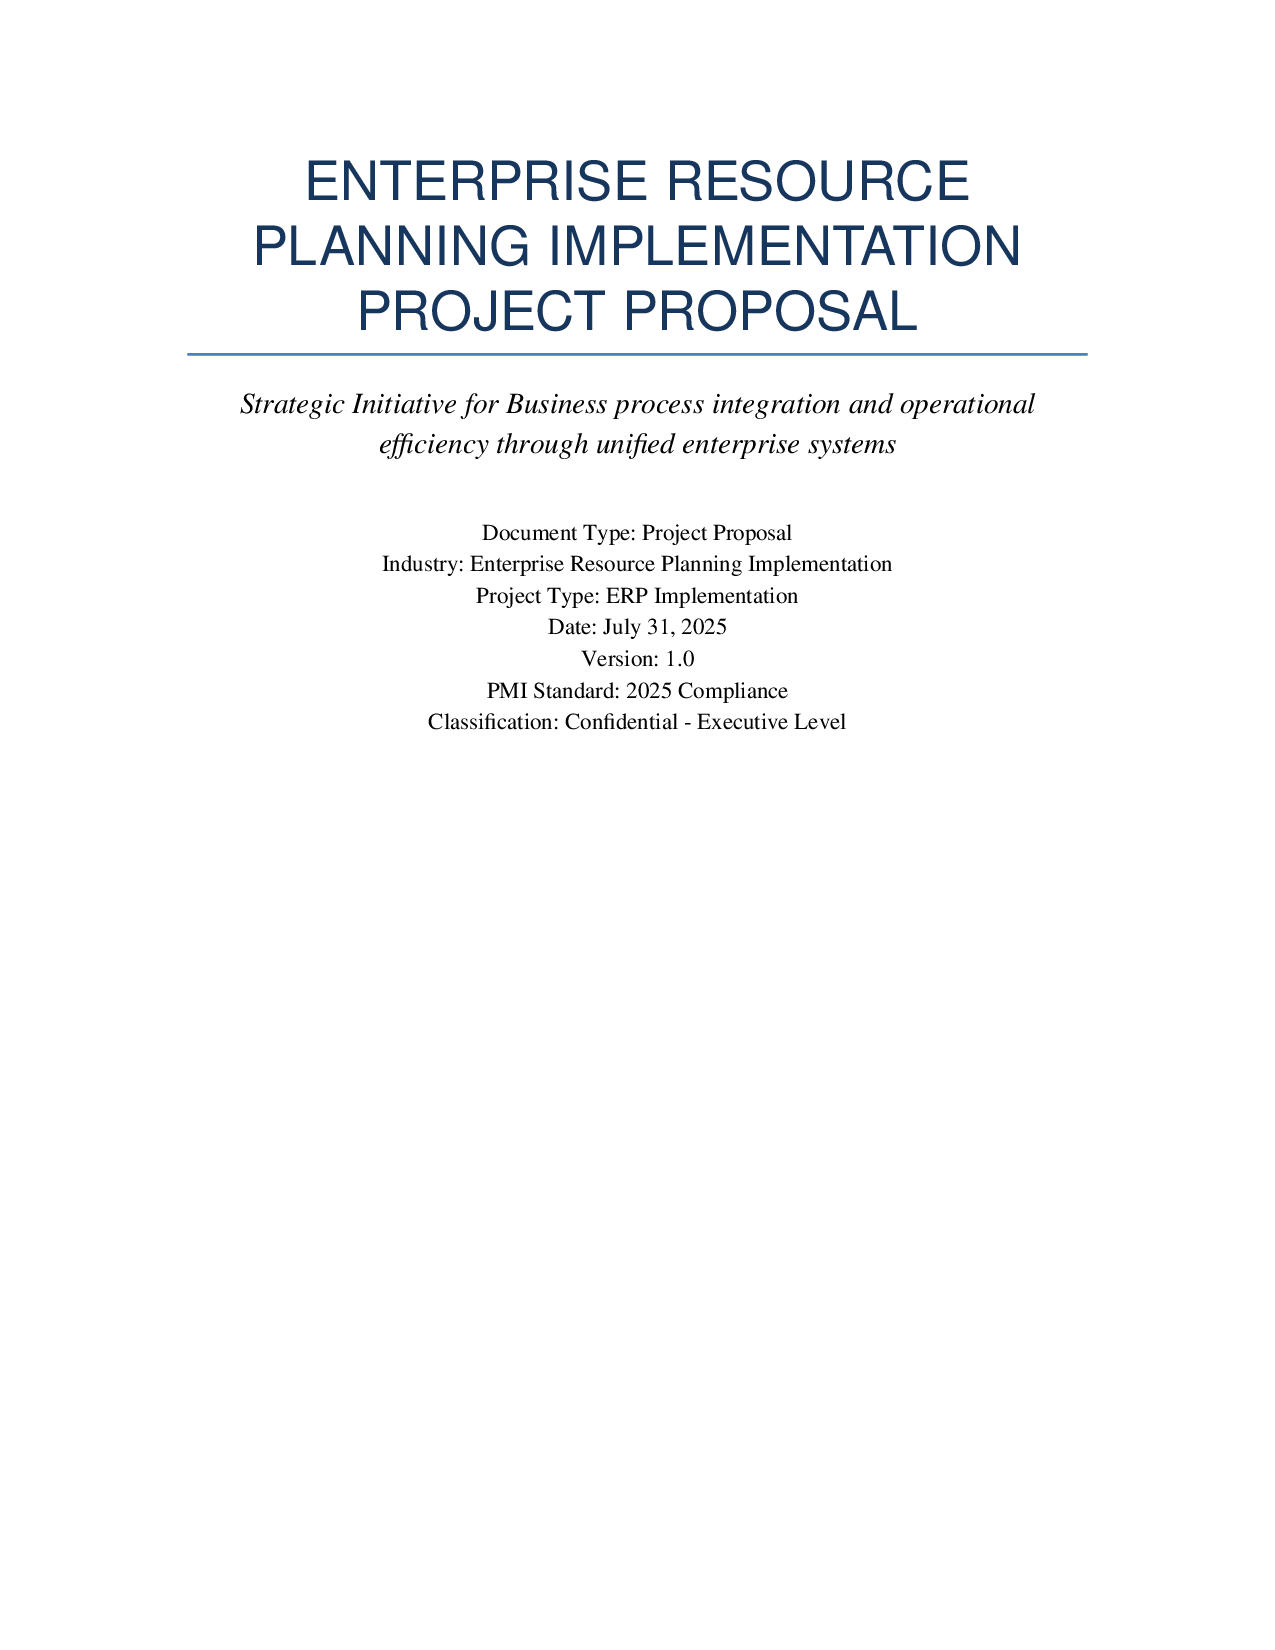 ENTERPRISE RESOURCE
PLANNING IMPLEMENTATION
PROJECT PROPOSAL
Strategic Initiative for Business process integration and operational
efficiency through unified enterprise systems
Document Type: Project Proposal
Industry: Enterprise Resource Planning Implementation
Project Type: ERP Implementation
Date: July 31, 2025
Version: 1.0
PMI Standard: 2025 Compliance
Classification: Confidential - Executive Level